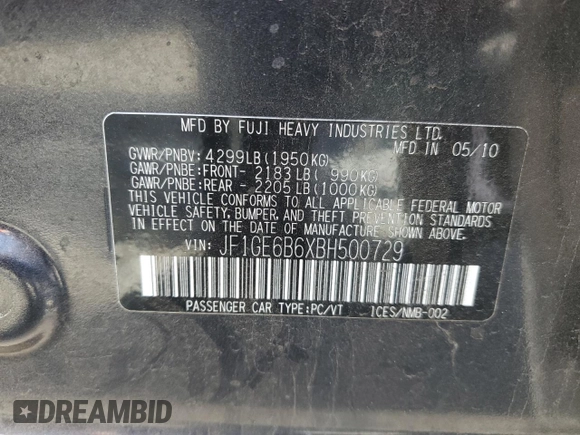 MFD BY FUJI HEAVY INDUSTRIES LTD.
MFD IN 05/10
GVWR/PNBV: 4299LB(1950KG)
GAWR/PNBE:FRONT- 2183LB( 990KG)
GAWR/PNBE:REAR - 2205LB(1000KG)
THIS VEHICLE CONFORMS TO ALL APPLICABLE FEDERAL MOTOR
VEHICLE SAFETY, BUMPER, AND THEFT PREVENTION STANDARDS
IN EFFECT ON THE DATE OF MANUFACTURE SHOWN ABOVE.
VIN: JF1GE6B6XBH500729
PASSENGER CAR TYPE:PC/VT 1CES/NMB-002
DREAMBID